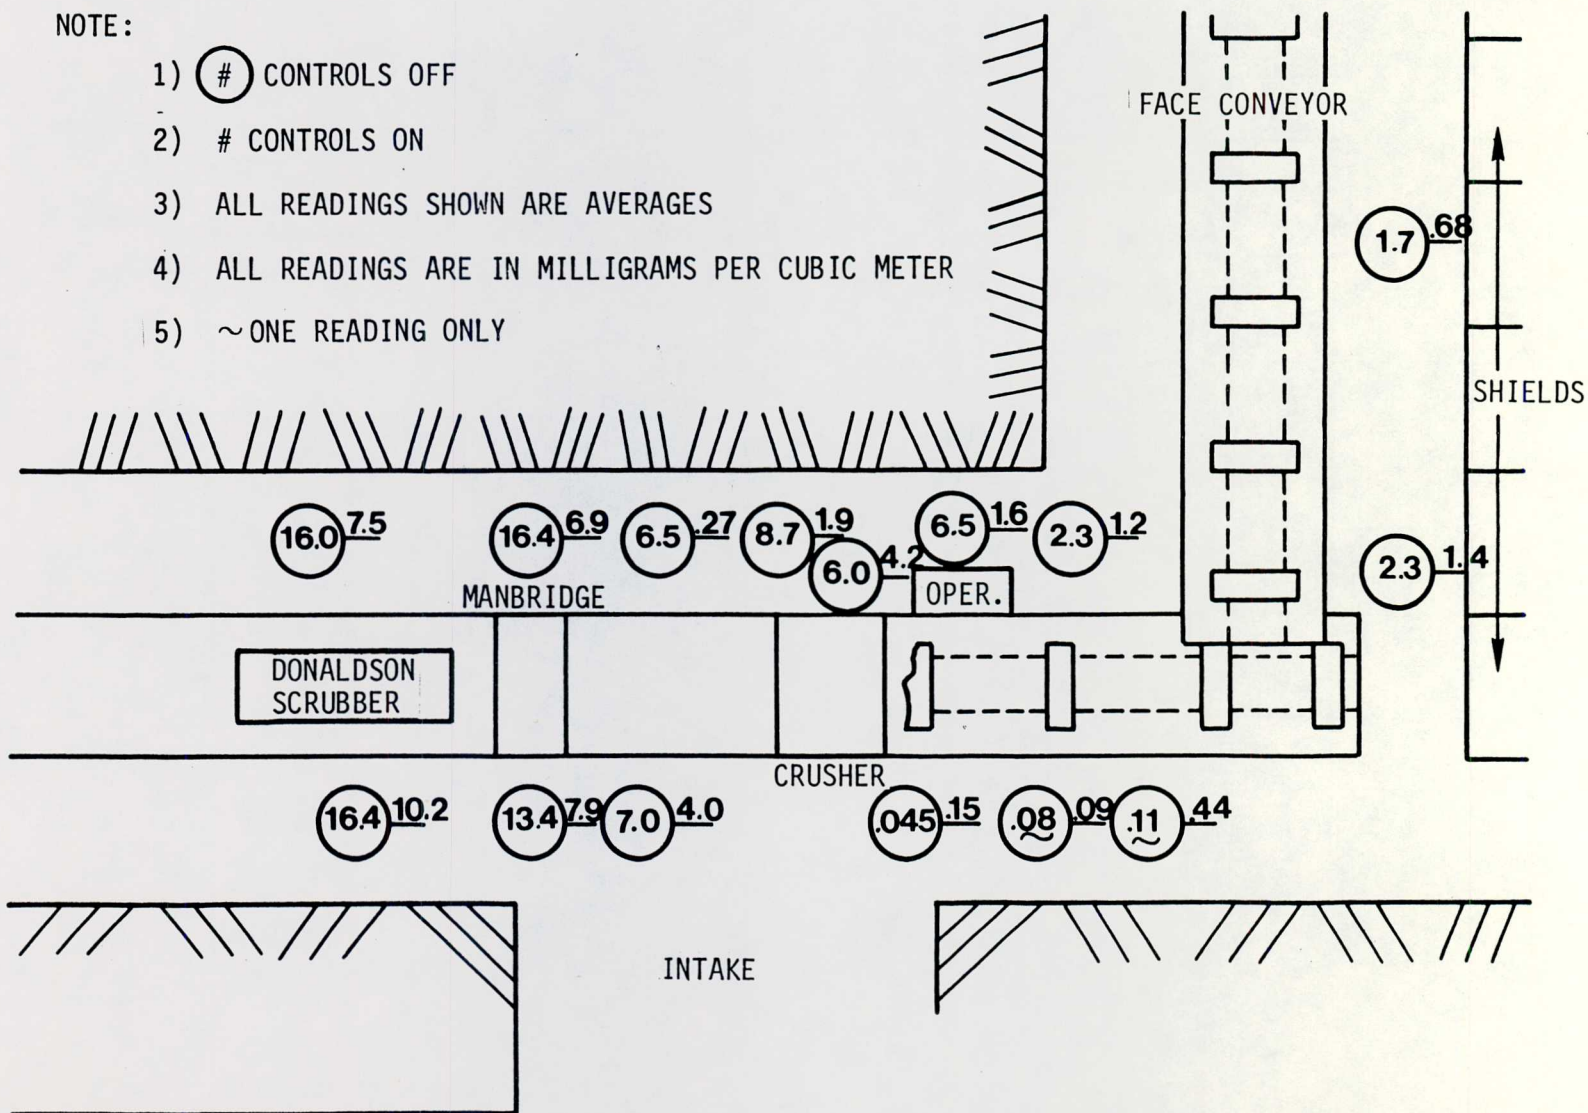 NOTE:
1) # CONTROLS OFF
2) # CONTROLS ON
3) ALL READINGS SHOWN ARE AVERAGES
4) ALL READINGS ARE IN MILLIGRAMS PER CUBIC METER
5) ~ONE READING ONLY
FACE CONVEYOR
1.7 .68
SHIELDS
16.0 7.5 16.4 6.9 6.5 .27 8.7 1.9 6.5 1.6 2.3 1.2
6.0 4.2 2.3 1.4
MANBRIDGE OPER.
DONALDSON
SCRUBBER
CRUSHER
16.4 10.2 13.4 7.9 7.0 4.0 .045 .15 .08 .09 .11 .44
~ ~
INTAKE